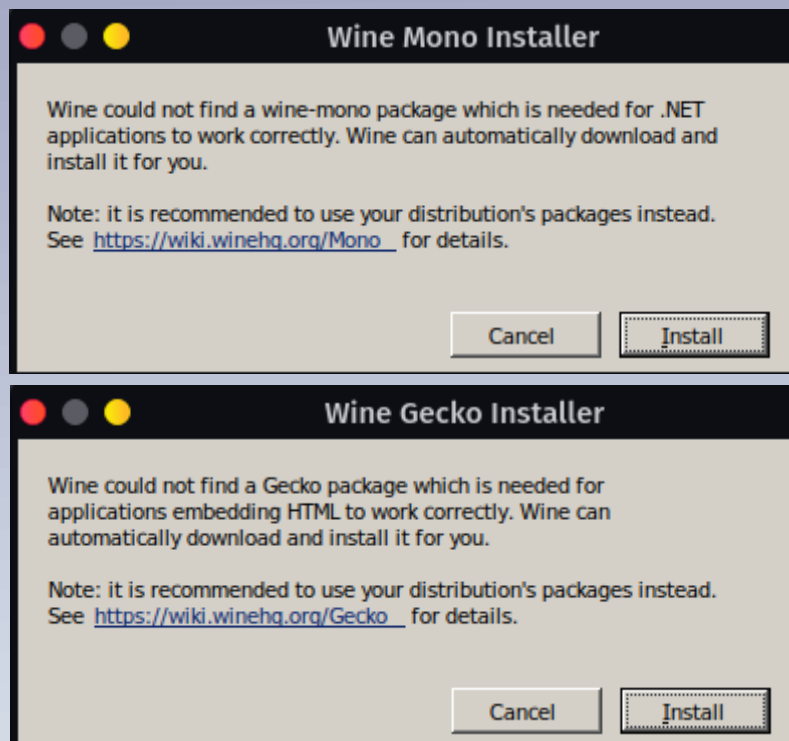 Wine Mono Installer
Wine could not find a wine-mono package which is needed for .NET
applications to work correctly. Wine can automatically download and
install it for you.
Note: it is recommended to use your distribution's packages instead.
See https://wiki.winehq.org/Mono for details.
Cancel Install
Wine Gecko Installer
Wine could not find a Gecko package which is needed for
applications embedding HTML to work correctly. Wine can
automatically download and install it for you.
Note: it is recommended to use your distribution's packages instead.
See https://wiki.winehq.org/Gecko for details.
Cancel Install